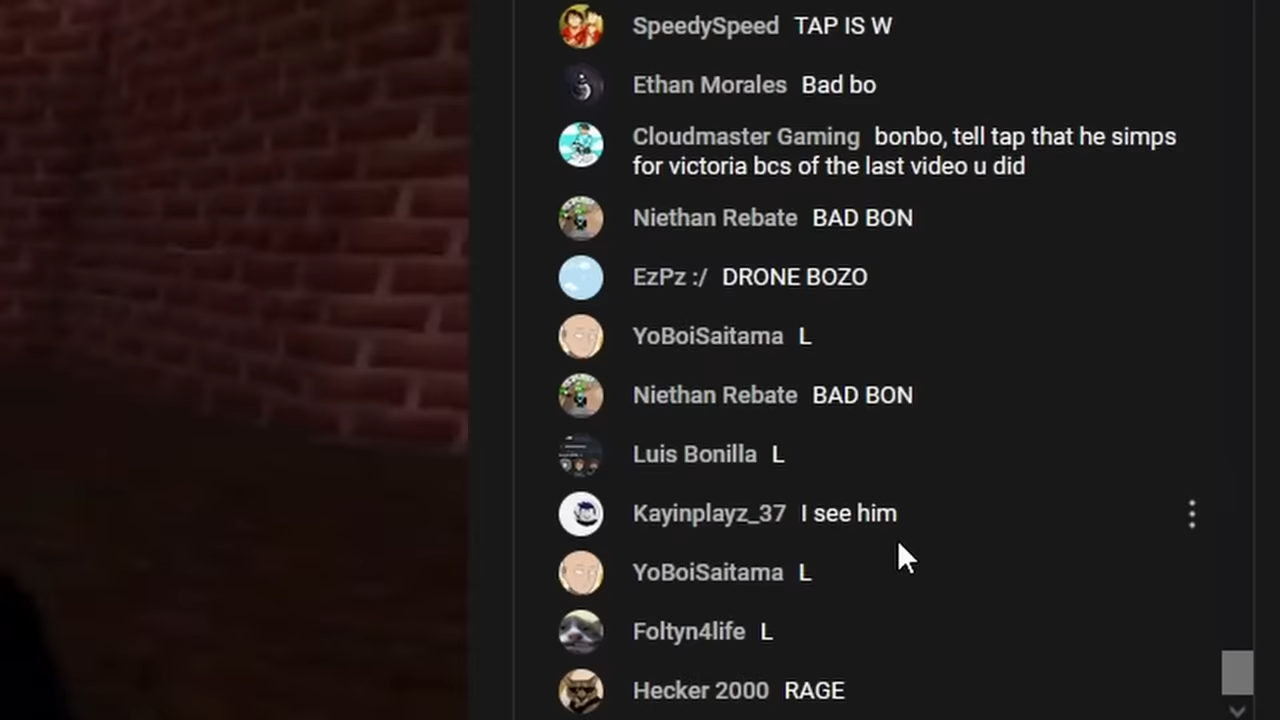 SpeedySpeed TAP IS W
Ethan Morales Bad bo
Cloudmaster Gaming bonbo, tell tap that he simps
for victoria bcs of the last video u did
Niethan Rebate BAD BON
EzPz :/ DRONE BOZO
YoBoiSaitama L
Niethan Rebate BAD BON
Luis Bonilla L
Kayinplayz_37 I see him
YoBoiSaitama L
Foltyn4life L
Hecker 2000 RAGE